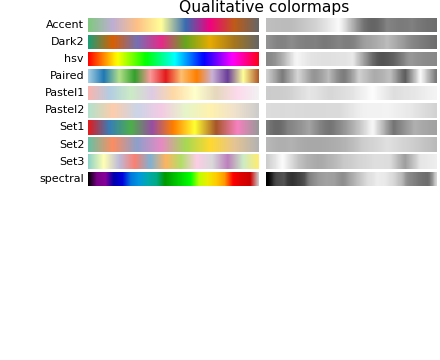 Qualitative colormaps
Accent
Dark2
hsv
Paired
Pastel1
Pastel2
Set1
Set2
Set3
spectral